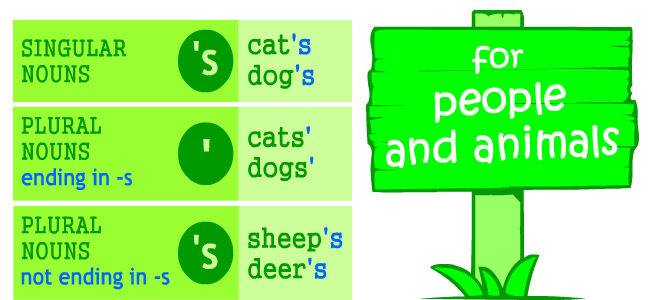 SINGULAR
NOUNS
's
cat's
dog's
PLURAL
NOUNS
ending in -s
'
cats'
dogs'
PLURAL
NOUNS
not ending in -s
's
sheep's
deer's
for
people
and animals